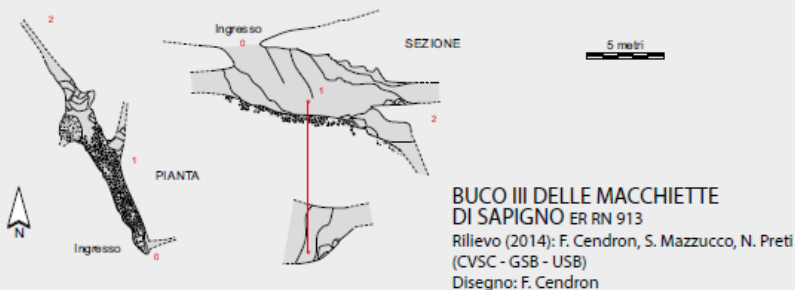 2
Ingresso
0
SEZIONE
5 metri
1
2
1
PIANTA
N
Ingresso
0
BUCO III DELLE MACCHIETTE
DI SAPIGNO ER RN 913
Rilievo (2014): F. Cendron, S. Mazzucco, N. Preti
(CVSC - GSB - USB)
Disegno: F. Cendron